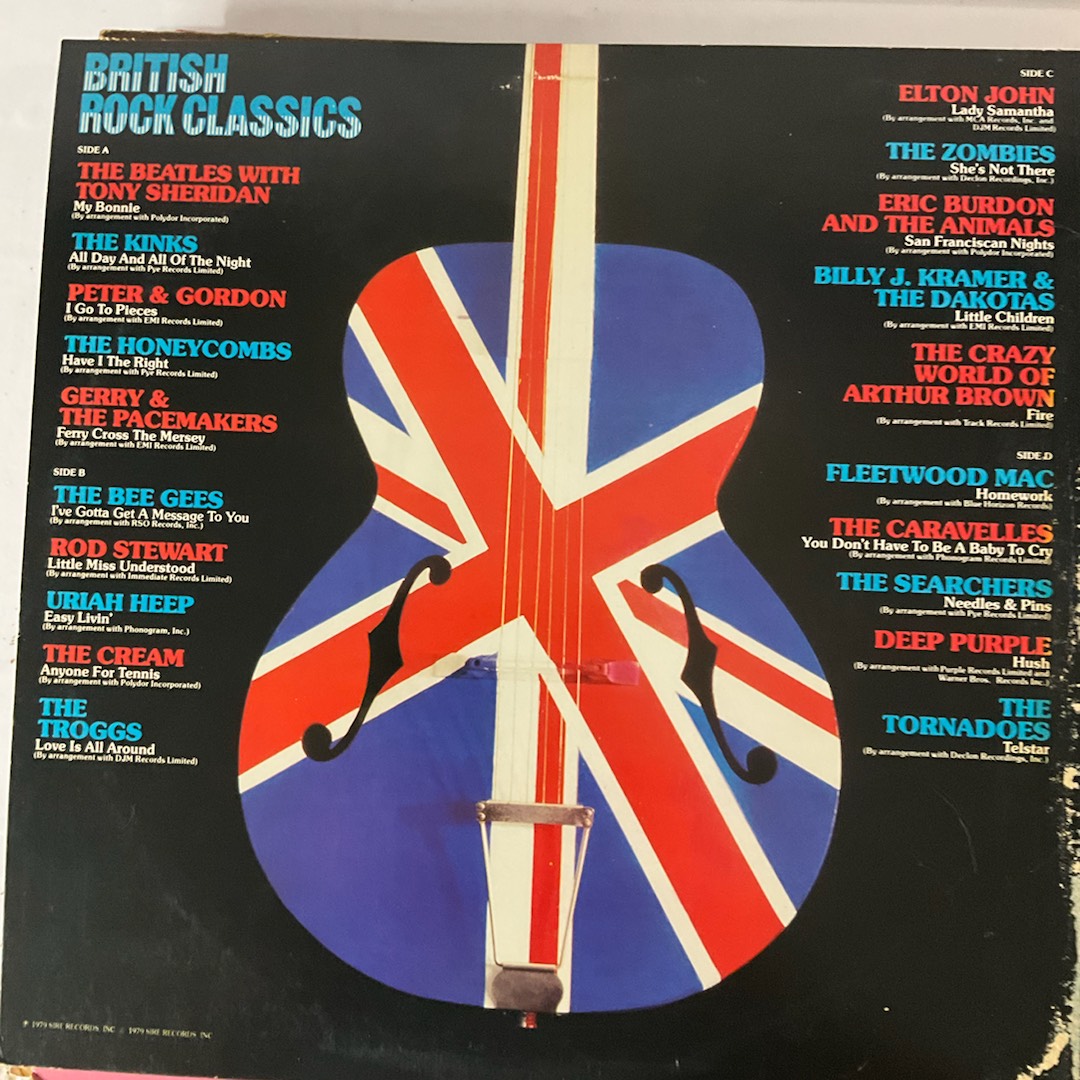 BRITISH
ROCK CLASSICS
SIDE A
THE BEATLES WITH
TONY SHERIDAN
My Bonnie
(By arrangement with Polydor Incorporated)
THE KINKS
All Day And All Of The Night
(By arrangement with Pye Records Limited)
PETER & GORDON
I Go To Pieces
(By arrangement with EMI Records Limited)
THE HONEYCOMBS
Have I The Right
(By arrangement with Pye Records Limited)
GERRY &
THE PACEMAKERS
Ferry Cross The Mersey
(By arrangement with EMI Records Limited)
SIDE B
THE BEE GEES
I've Gotta Get A Message To You
(By arrangement with RSO Records, Inc.)
ROD STEWART
Little Miss Understood
(By arrangement with Immediate Records Limited)
URIAH HEEP
Easy Livin'
(By arrangement with Phonogram, Inc.)
THE CREAM
Anyone For Tennis
(By arrangement with Polydor Incorporated)
THE
TROGGS
Love Is All Around
(By arrangement with DJM Records Limited)
SIDE C
ELTON JOHN
Lady Samantha
(By arrangement with MCA Records, Inc. and
DJM Records Limited)
THE ZOMBIES
She's Not There
(By arrangement with Declon Recordings, Inc.)
ERIC BURDON
AND THE ANIMALS
San Franciscan Nights
(By arrangement with Polydor Incorporated)
BILLY J. KRAMER &
THE DAKOTAS
Little Children
(By arrangement with EMI Records Limited)
THE CRAZY
WORLD OF
ARTHUR BROWN
Fire
(By arrangement with Track Records Limited)
SIDE D
FLEETWOOD MAC
Homework
(By arrangement with Blue Horizon Records)
THE CARAVELLES
You Don't Have To Be A Baby To Cry
(By arrangement with Phonogram Records Limited)
THE SEARCHERS
Needles & Pins
(By arrangement with Pye Records Limited)
DEEP PURPLE
Hush
(By arrangement with Purple Records Limited and
Warner Bros. Records Inc.)
THE
TORNADOES
Telstar
(By arrangement with Declon Recordings, Inc.)
℗ 1979 SIRE RECORDS, INC © 1979 SIRE RECORDS, INC